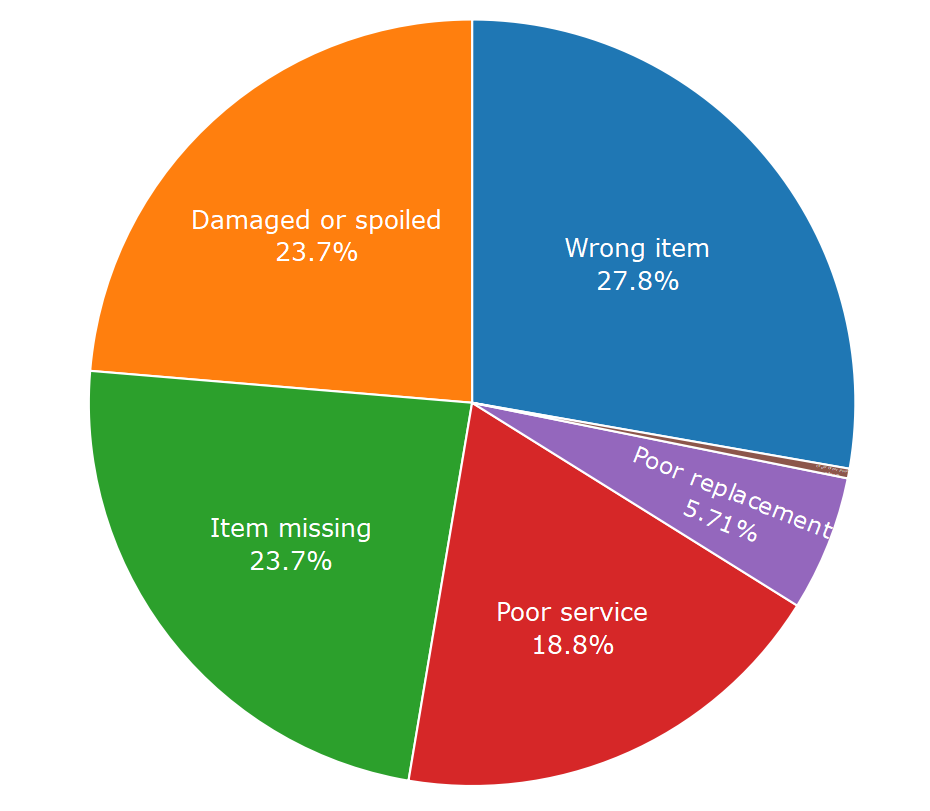 Damaged or spoiled
23.7%
Wrong item
27.8%
Poor replacement
5.71%
Item missing
23.7%
Poor service
18.8%